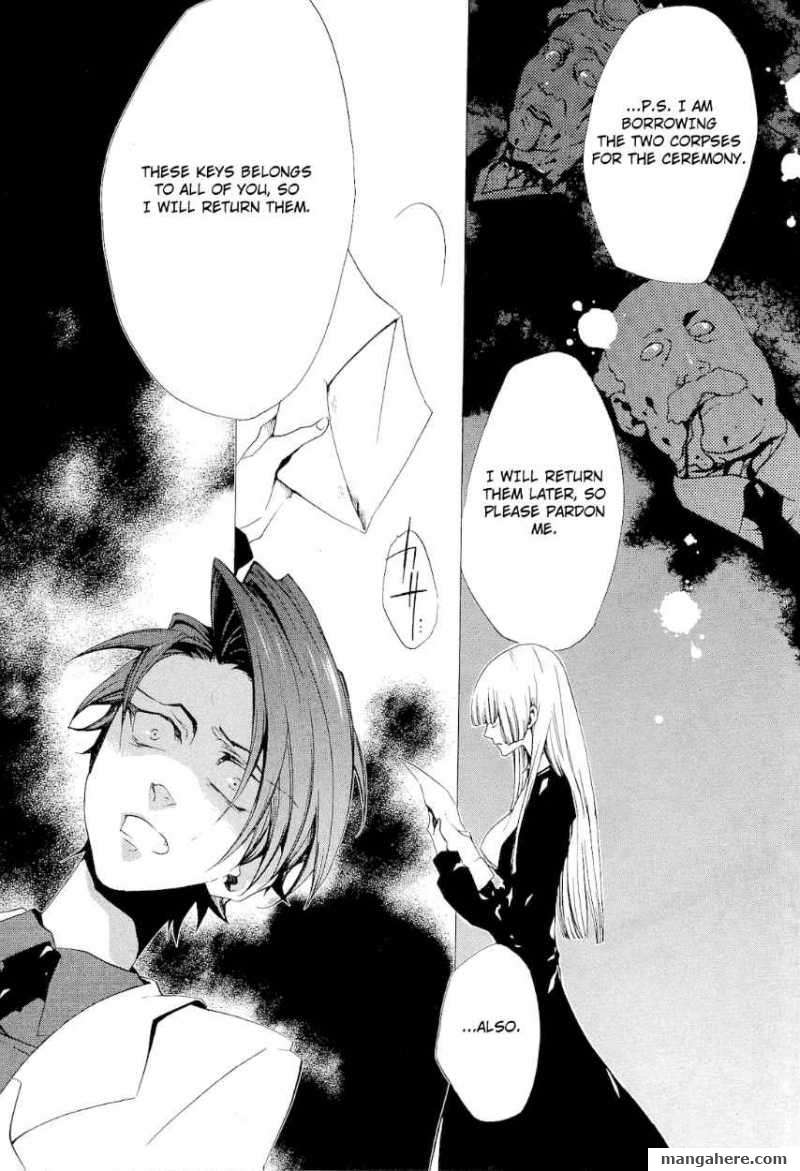 ...P.S. I AM
BORROWING
THE TWO CORPSES
FOR THE CEREMONY.
I WILL RETURN
THEM LATER, SO
PLEASE PARDON
ME.
...ALSO.
THESE KEYS BELONGS
TO ALL OF YOU, SO
I WILL RETURN THEM.
カサ…
mangahere.com